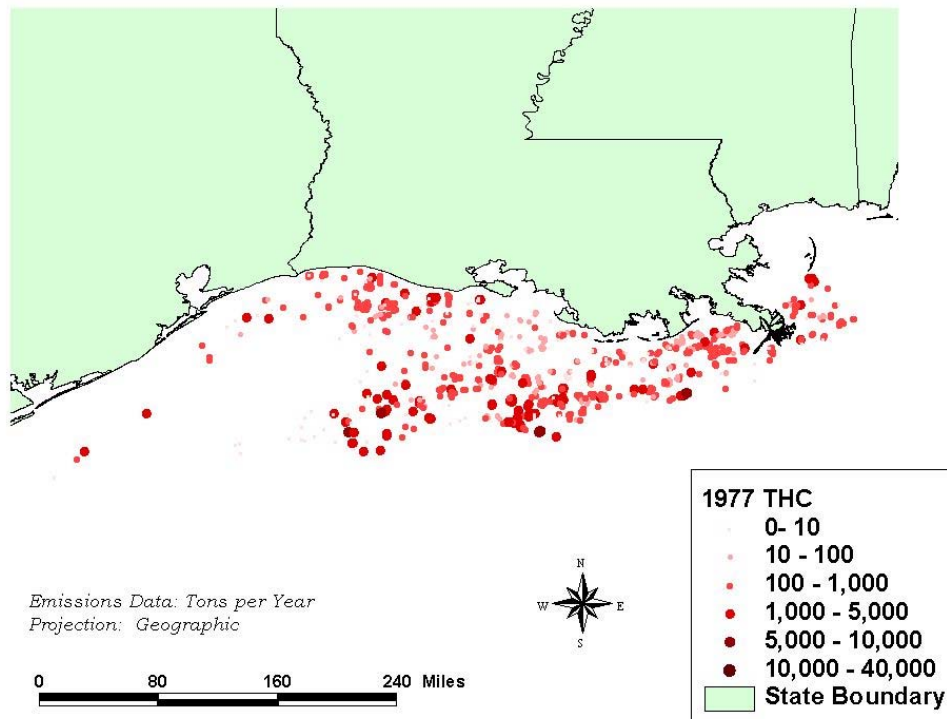 1977 THC
0- 10
10 - 100
100 - 1,000
1,000 - 5,000
5,000 - 10,000
10,000 - 40,000
State Boundary
N
W E
S
Emissions Data: Tons per Year
Projection: Geographic
0 80 160 240 Miles